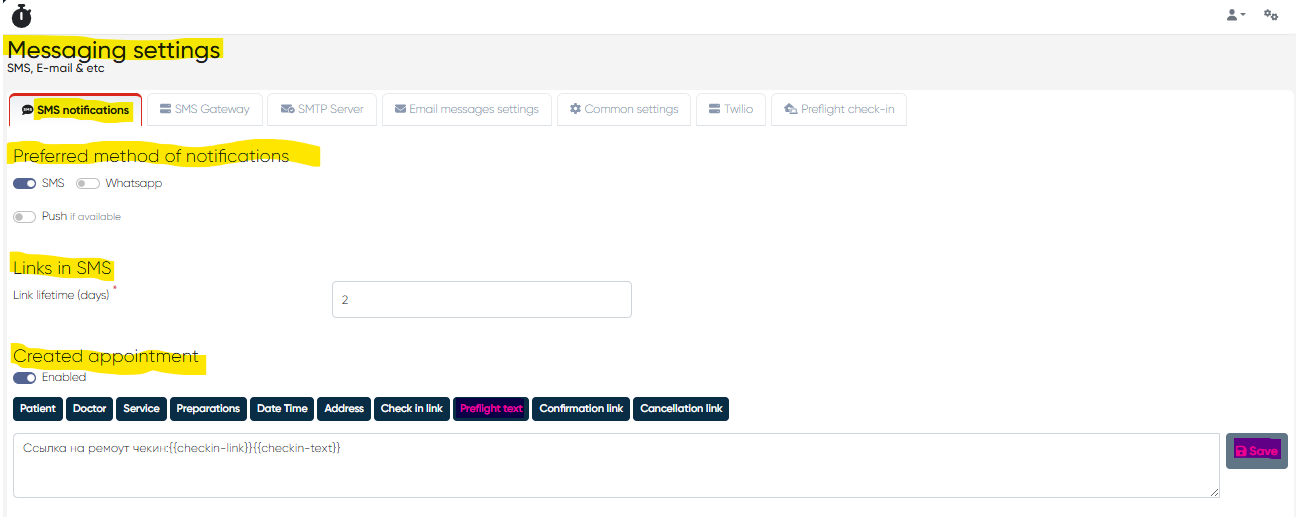 Messaging settings
SMS, E-mail & etc
SMS notifications SMS Gateway SMTP Server Email messages settings Common settings Twilio Preflight check-in
Preferred method of notifications
SMS Whatsapp
Push if available
Links in SMS
Link lifetime (days) * 2
Created appointment
Enabled
Patient Doctor Service Preparations Date Time Address Check in link Preflight text Confirmation link Cancellation link
Ссылка на ремоут чекин:{{checkin-link}}{{checkin-text}} Save